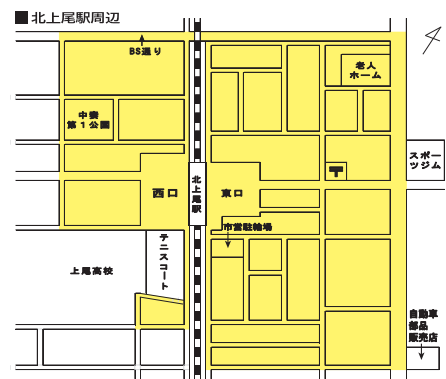 ■北上尾駅周辺
BS通り
老人
ホーム
中妻
第1公園
スポー
ツジム
〒
西口
北上尾駅
東口
市営駐輪場
テニスコート
上尾高校
自動車
部品
販売店